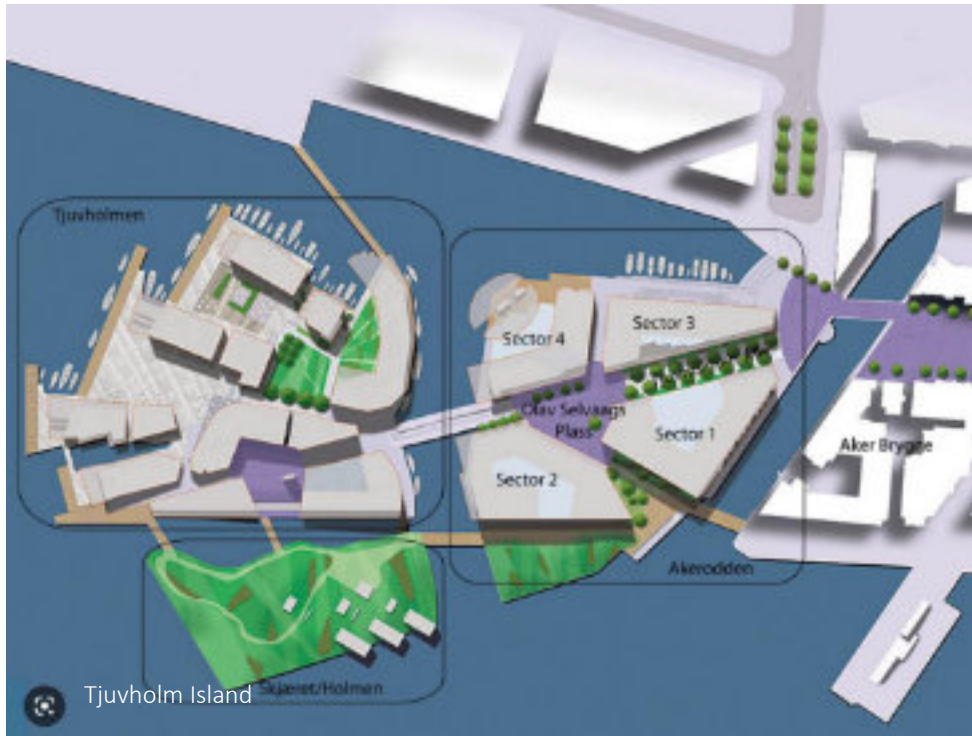 Tjuvholmen
Sector 4
Sector 3
Olav Selvaags
Plass
Sector 1
Aker Brygge
Sector 2
Akerodden
Skjæret/Holmen
Tjuvholm Island